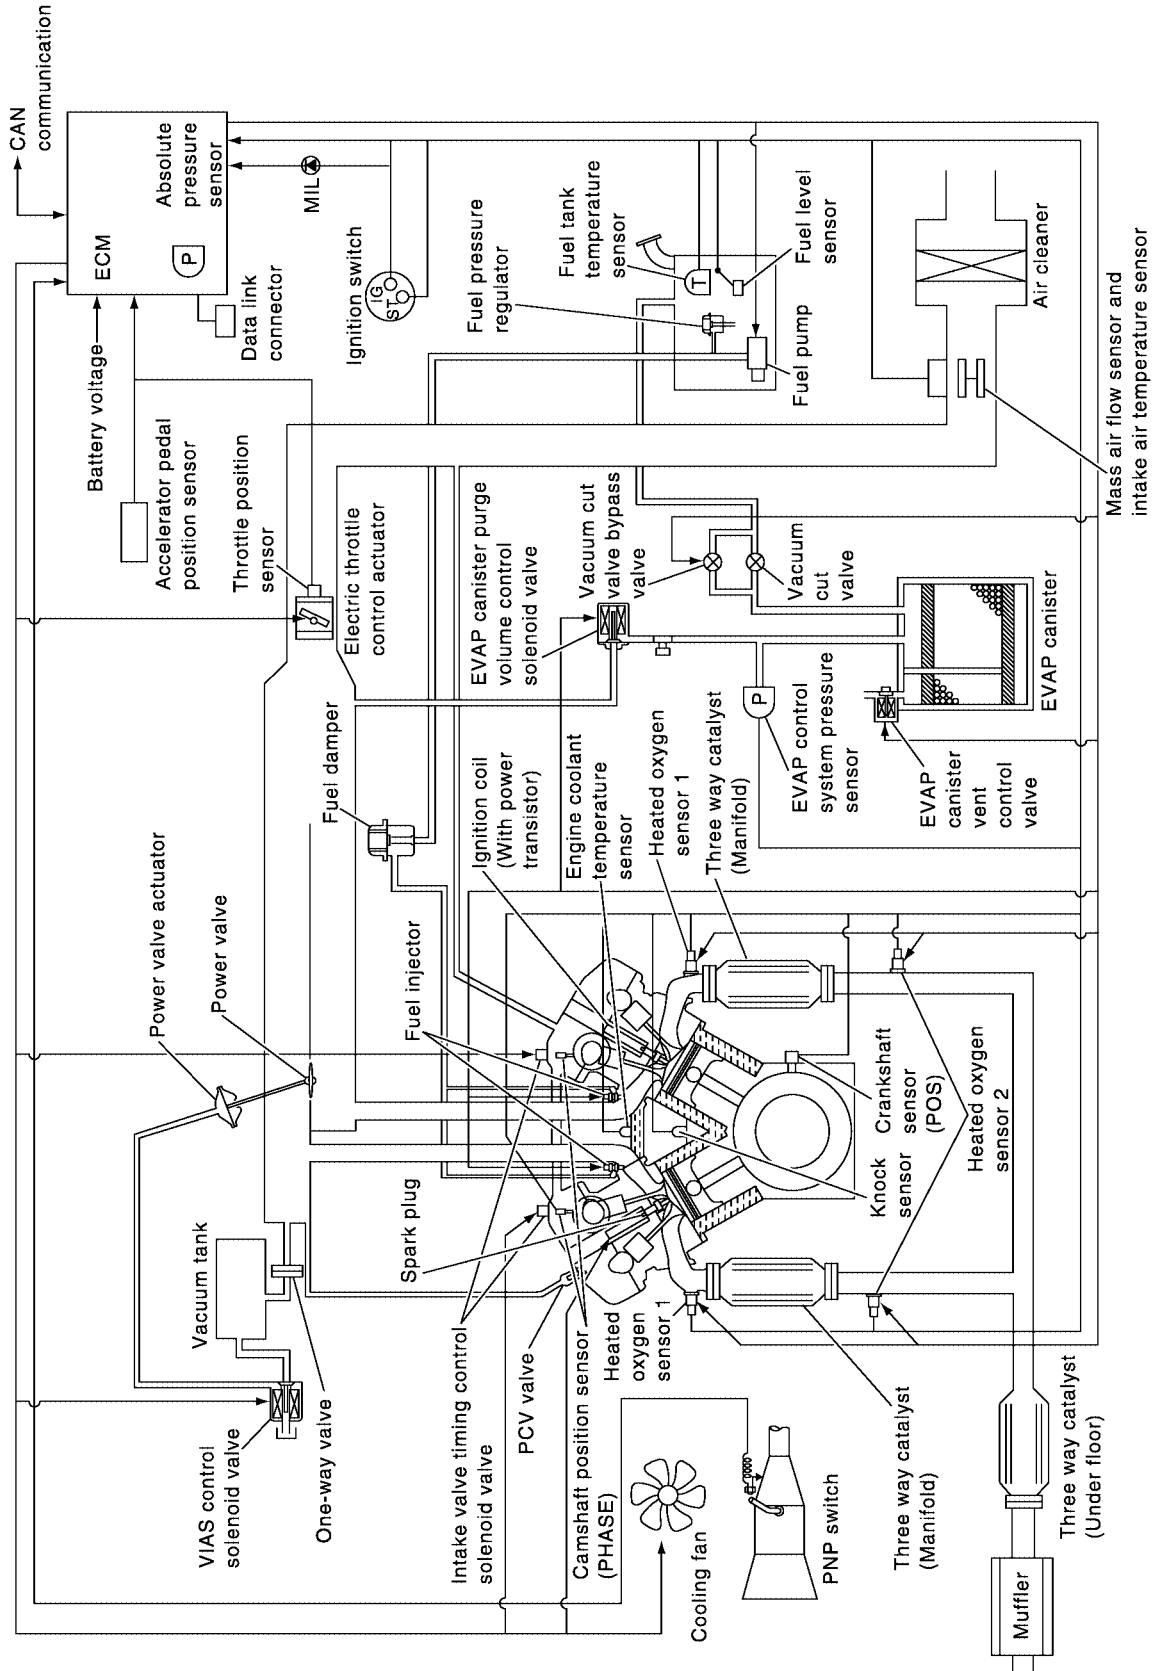 CAN
communication
ECM
Absolute
pressure
sensor
P
MIL
Battery voltage
Data link
connector
Accelerator pedal
position sensor
Ignition switch
IG
ST
Throttle position
sensor
Electric throttle
control actuator
Fuel pressure
regulator
Fuel tank
temperature
sensor
T
Fuel level
sensor
Fuel pump
Air cleaner
Mass air flow sensor and
intake air temperature sensor
EVAP canister purge
volume control
solenoid valve
Vacuum cut
valve bypass
valve
Vacuum
cut
valve
EVAP canister
P
EVAP control
system pressure
sensor
EVAP
canister
vent
control
valve
Power valve actuator
Power valve
Fuel damper
Fuel injector
Ignition coil
(With power
transistor)
Engine coolant
temperature
sensor
Heated oxygen
sensor 1
Three way catalyst
(Manifold)
Vacuum tank
VIAS control
solenoid valve
One-way valve
Spark plug
Intake valve timing control
solenoid valve
PCV valve
Camshaft position sensor
(PHASE)
Heated
oxygen
sensor 1
Knock
sensor
Crankshaft
sensor
(POS)
Heated oxygen
sensor 2
Cooling fan
PNP switch
Three way catalyst
(Manifold)
Three way catalyst
(Under floor)
Muffler